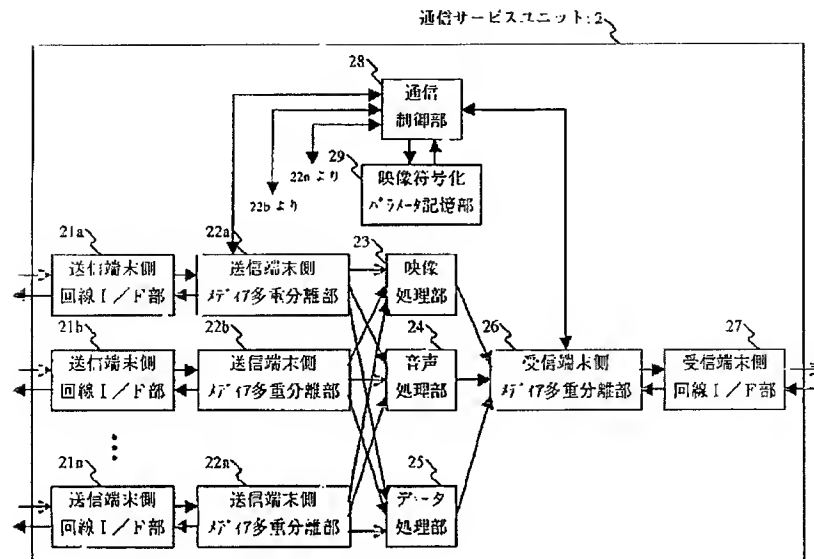 通信サービスユニット:2
28
通信
制御部
29
映像符号化
パラメータ記憶部
22bより
22nより
21a
送信端末側
回線I/F部
22a
送信端末側
メディア多重分離部
23
映像
処理部
21b
送信端末側
回線I/F部
22b
送信端末側
メディア多重分離部
24
音声
処理部
26
受信端末側
メディア多重分離部
27
受信端末側
回線I/F部
21n
送信端末側
回線I/F部
22n
送信端末側
メディア多重分離部
25
データ
処理部